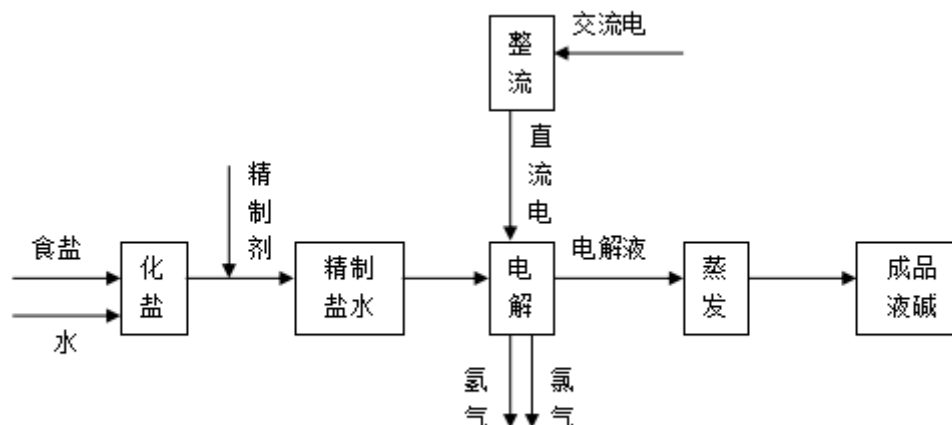 交流电
整流
直流电
精制剂
食盐
水
化盐
精制
盐水
电解
电解液
蒸发
成品
液碱
氢气
氯气